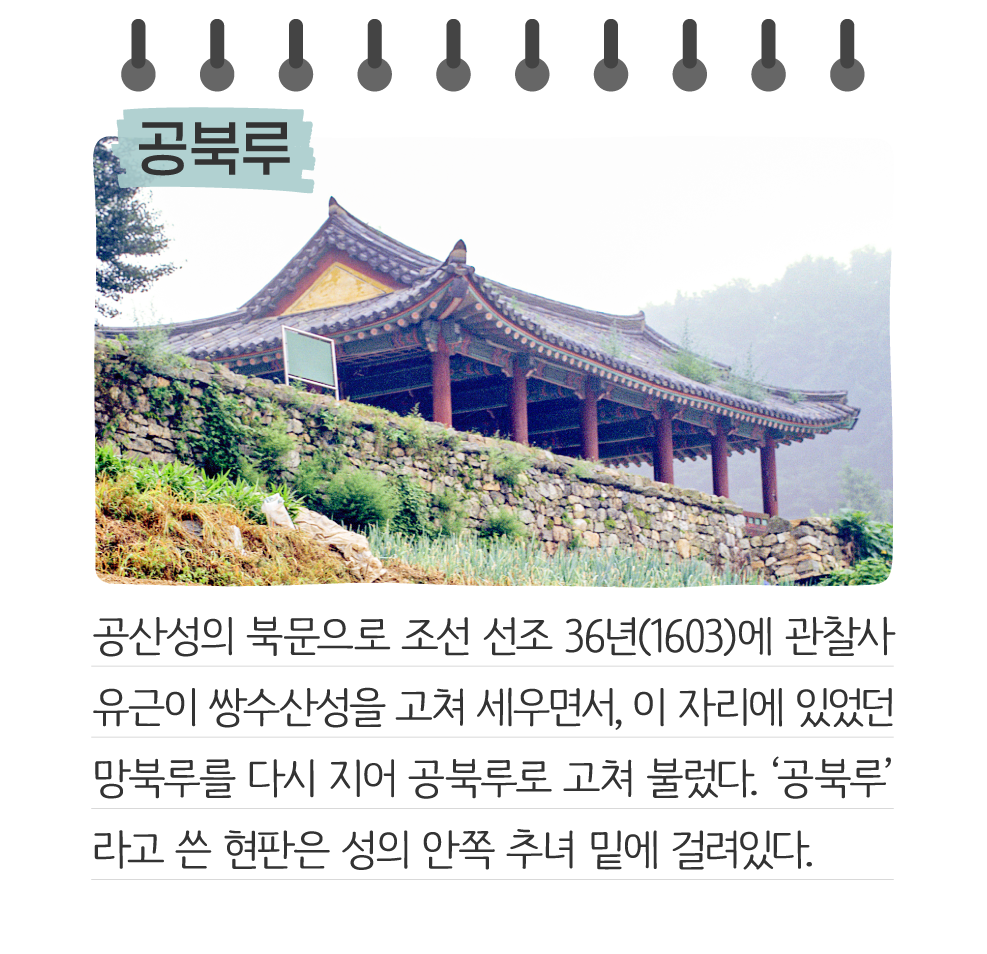 공북루
공산성의 북문으로 조선 선조 36년(1603)에 관찰사
유근이 쌍수산성을 고쳐 세우면서, 이 자리에 있었던
망북루를 다시 지어 공북루로 고쳐 불렀다. ‘공북루’
라고 쓴 현판은 성의 안쪽 추녀 밑에 걸려있다.